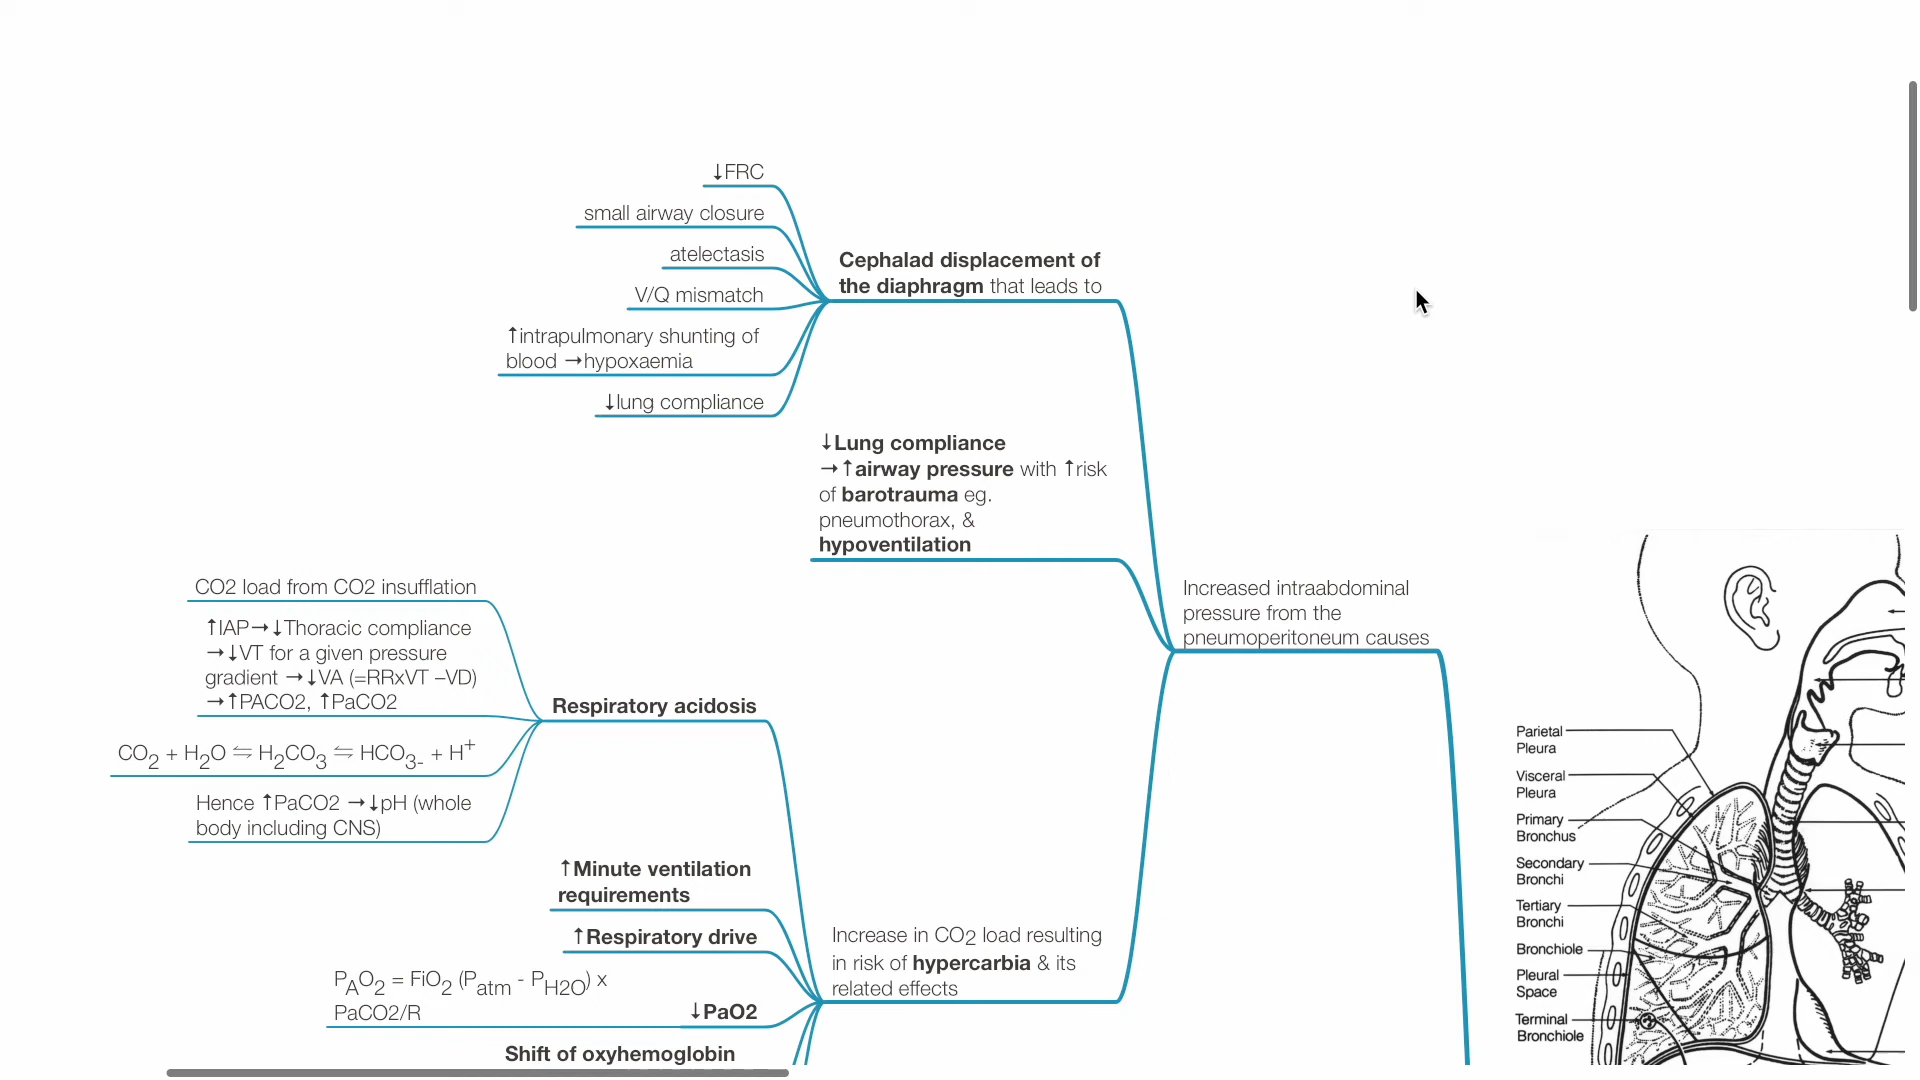 ↓FRC
small airway closure
atelectasis
V/Q mismatch
↑intrapulmonary shunting of
blood →hypoxaemia
↓lung compliance
Cephalad displacement of
the diaphragm that leads to
↓Lung compliance
→↑airway pressure with ↑risk
of barotrauma eg.
pneumothorax, &
hypoventilation
Increased intraabdominal
pressure from the
pneumoperitoneum causes
CO2 load from CO2 insufflation
↑IAP→↓Thoracic compliance
→↓VT for a given pressure
gradient →↓VA (=RRxVT –VD)
→↑PACO2, ↑PaCO2
CO₂ + H₂O ⇋ H₂CO₃ ⇋ HCO₃₋ + H⁺
Hence ↑PaCO2 →↓pH (whole
body including CNS)
Respiratory acidosis
↑Minute ventilation
requirements
↑Respiratory drive
PAO₂ = FiO₂ (Patm - PH2O) x
PaCO2/R
↓PaO2
Shift of oxyhemoglobin
Increase in CO₂ load resulting
in risk of hypercarbia & its
related effects
Parietal
Pleura
Visceral
Pleura
Primary
Bronchus
Secondary
Bronchi
Tertiary
Bronchi
Bronchiole
Pleural
Space
Terminal
Bronchiole